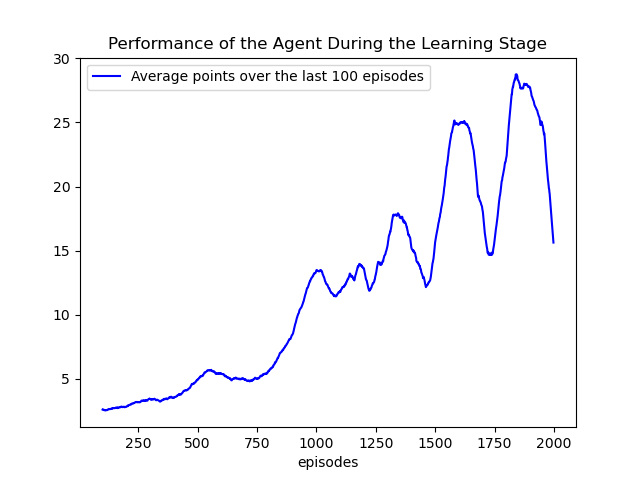 Performance of the Agent During the Learning Stage
Average points over the last 100 episodes
30
25
20
15
10
5
250 500 750 1000 1250 1500 1750 2000
episodes